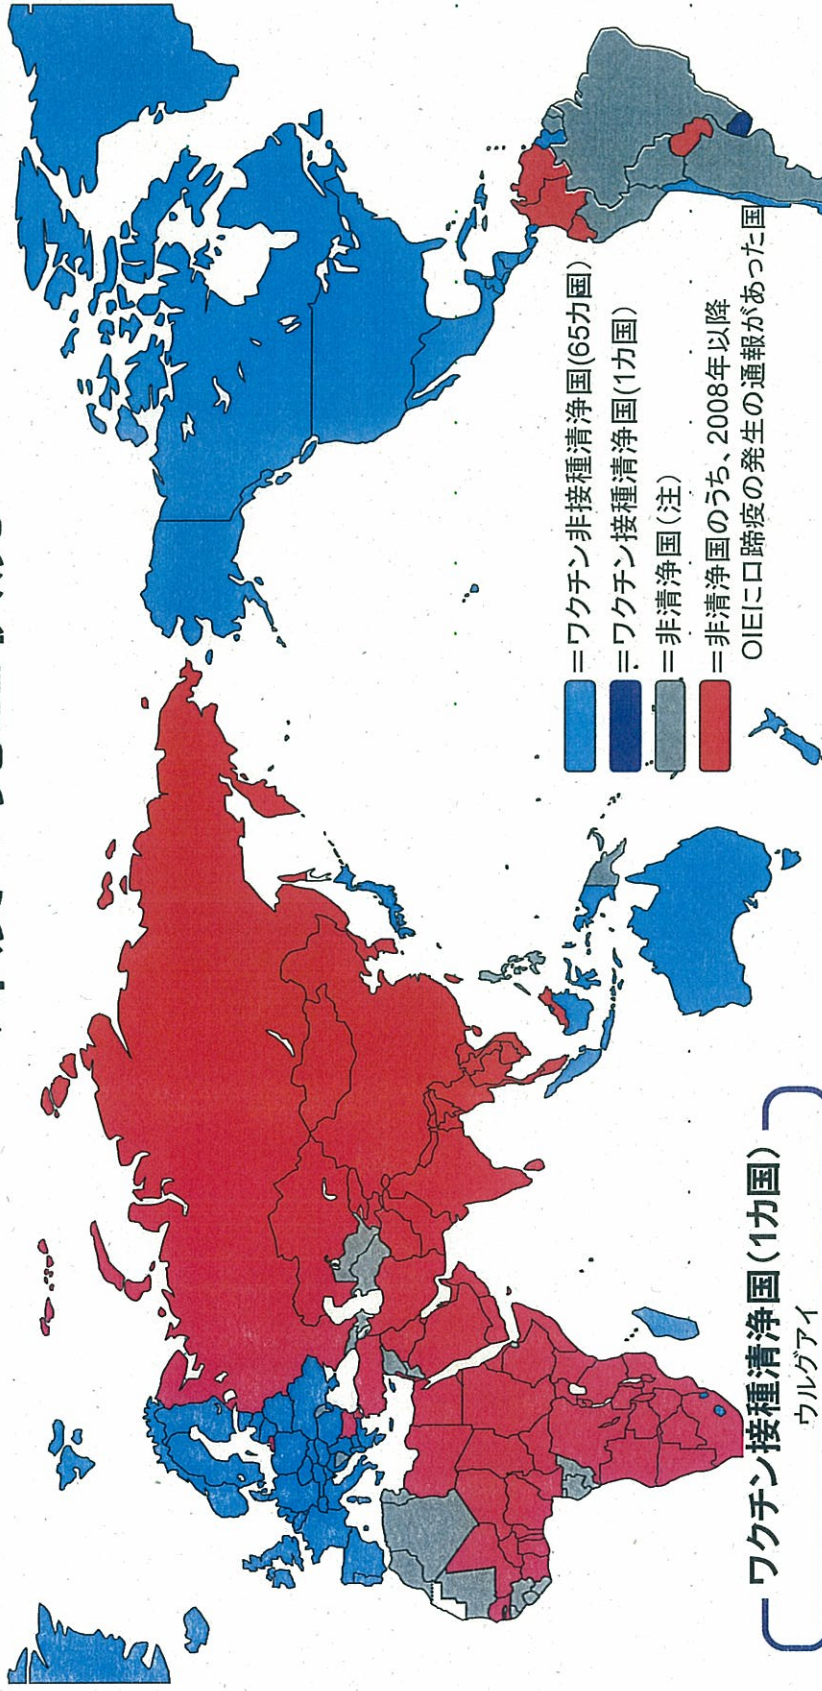 =ワクチン非接種清浄国(65カ国)
=ワクチン接種清浄国(1カ国)
=非清浄国(注)
=非清浄国のうち、2008年以降
OIEに口蹄疫の発生の通報があった国
ワクチン接種清浄国(1カ国)
ウルグアイ